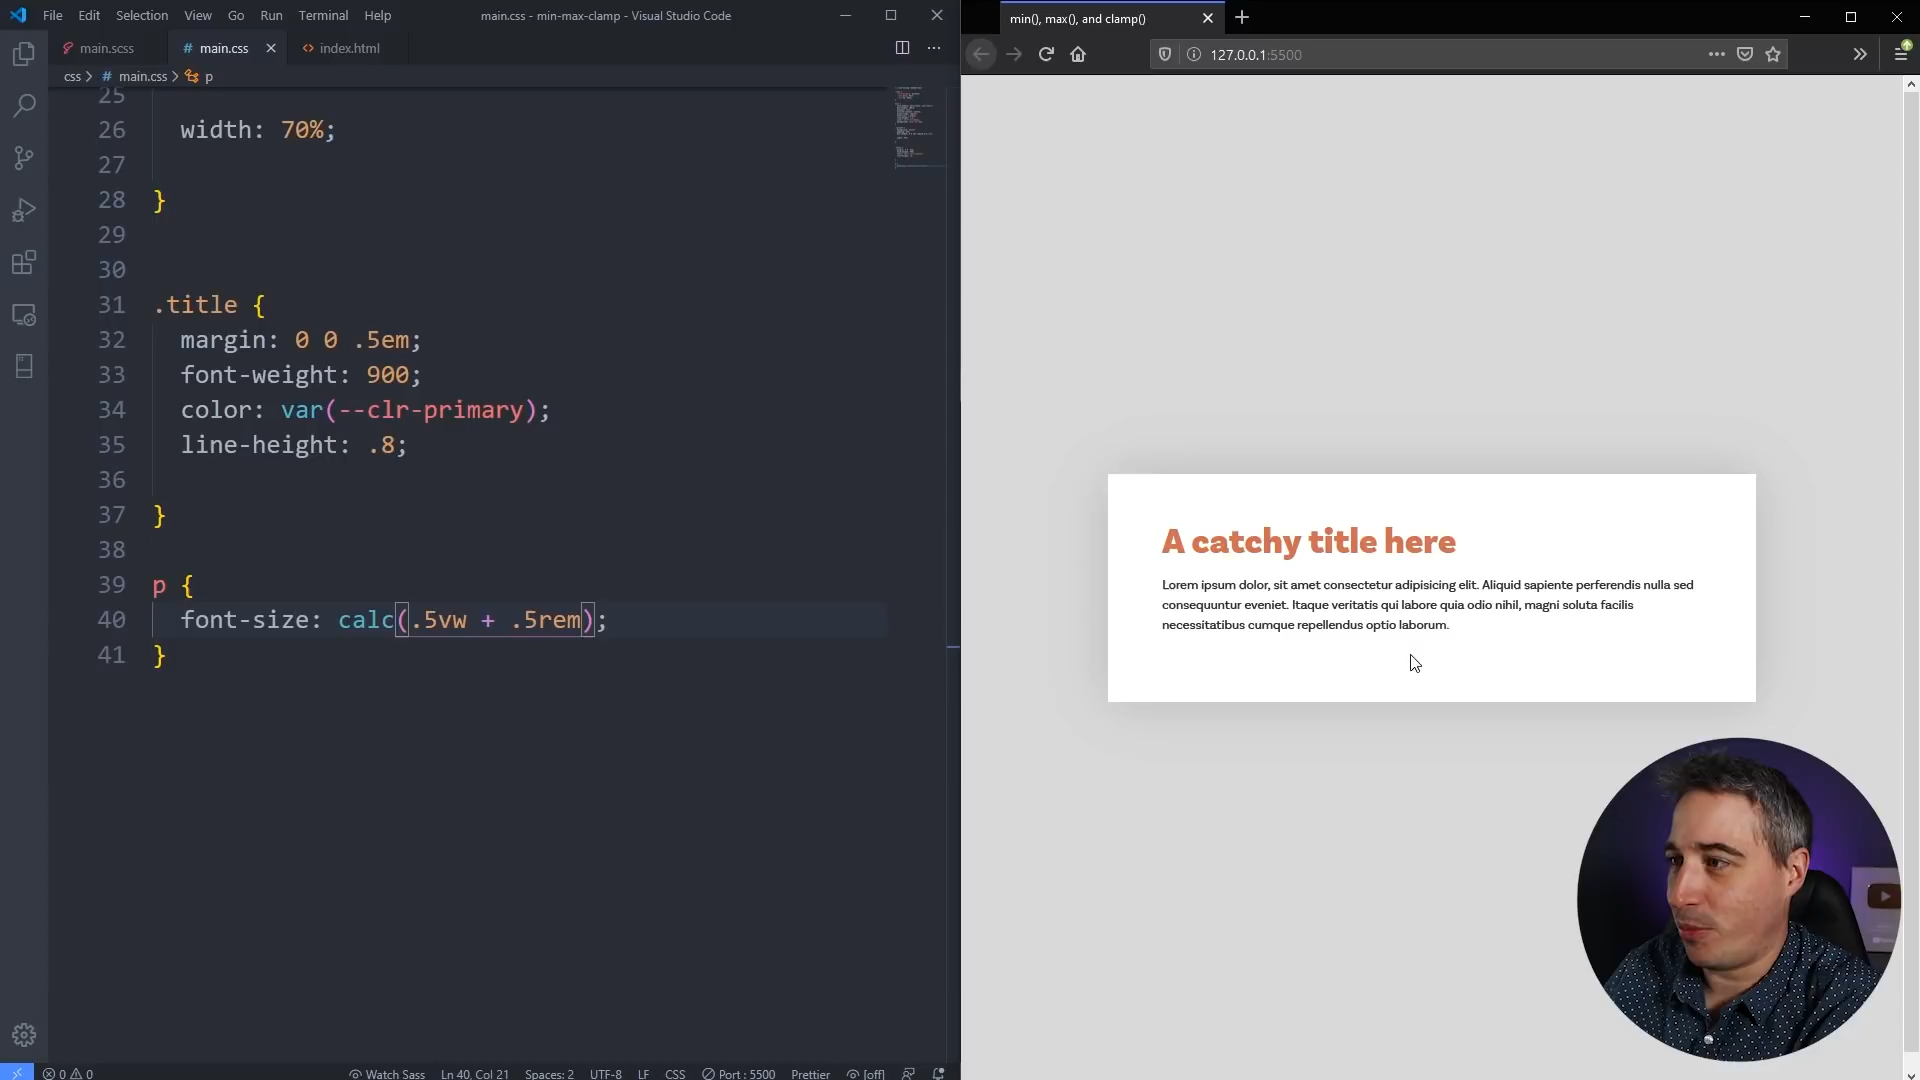 File Edit Selection View Go Run Terminal Help
main.css - min-max-clamp - Visual Studio Code
main.scss
# main.css
<> index.html
css > # main.css > p
25
26 width: 70%;
27
28 }
29
30
31 .title {
32 margin: 0 0 .5em;
33 font-weight: 900;
34 color: var(--clr-primary);
35 line-height: .8;
36
37 }
38
39 p {
40 font-size: calc(.5vw + .5rem);
41 }
0 0
Watch Sass
Ln 40, Col 21
Spaces: 2
UTF-8
LF
CSS
Port : 5500
Prettier
[off]
min(), max(), and clamp()
127.0.0.1:5500
A catchy title here
Lorem ipsum dolor, sit amet consectetur adipisicing elit. Aliquid sapiente perferendis nulla sed
consequuntur eveniet. Itaque veritatis qui labore quia odio nihil, magni soluta facilis
necessitatibus cumque repellendus optio laborum.